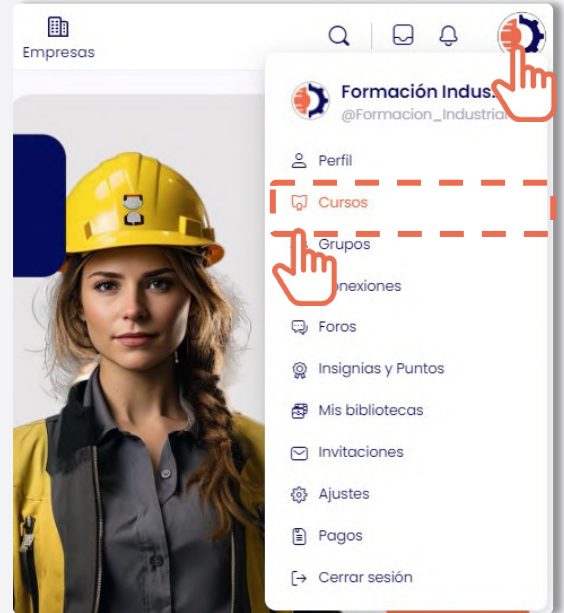 Empresas
Formación Indus...
@Formacion_Industrial
Perfil
Cursos
Grupos
onexiones
Foros
Insignias y Puntos
Mis bibliotecas
Invitaciones
Ajustes
Pagos
Cerrar sesión